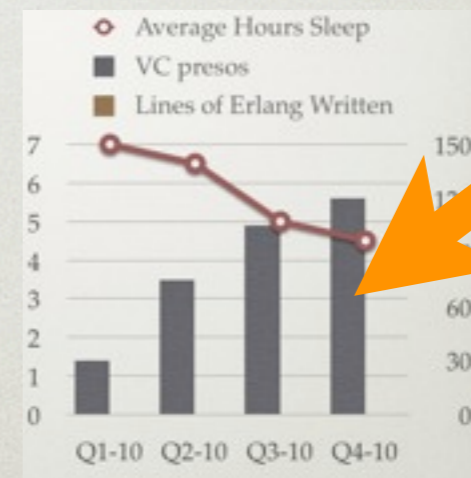 Average Hours Sleep
VC presos
Lines of Erlang Written
7 150
6
5
4
3 60
2
1 30
0 0
Q1-10 Q2-10 Q3-10 Q4-10